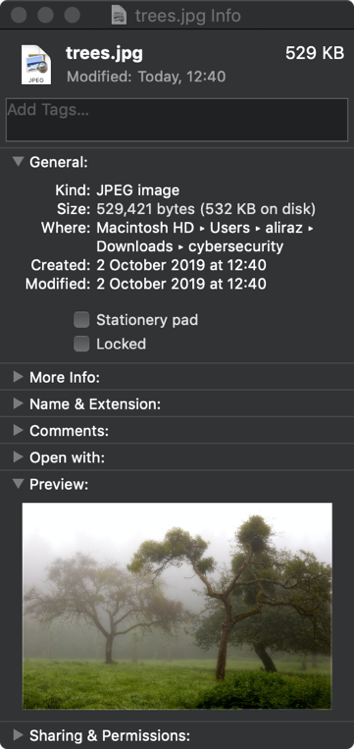 trees.jpg Info
trees.jpg 529 KB
Modified: Today, 12:40
JPEG
Add Tags...
General:
Kind: JPEG image
Size: 529,421 bytes (532 KB on disk)
Where: Macintosh HD ▸ Users ▸ aliraz ▸
Downloads ▸ cybersecurity
Created: 2 October 2019 at 12:40
Modified: 2 October 2019 at 12:40
Stationery pad
Locked
More Info:
Name & Extension:
Comments:
Open with:
Preview:
Sharing & Permissions: